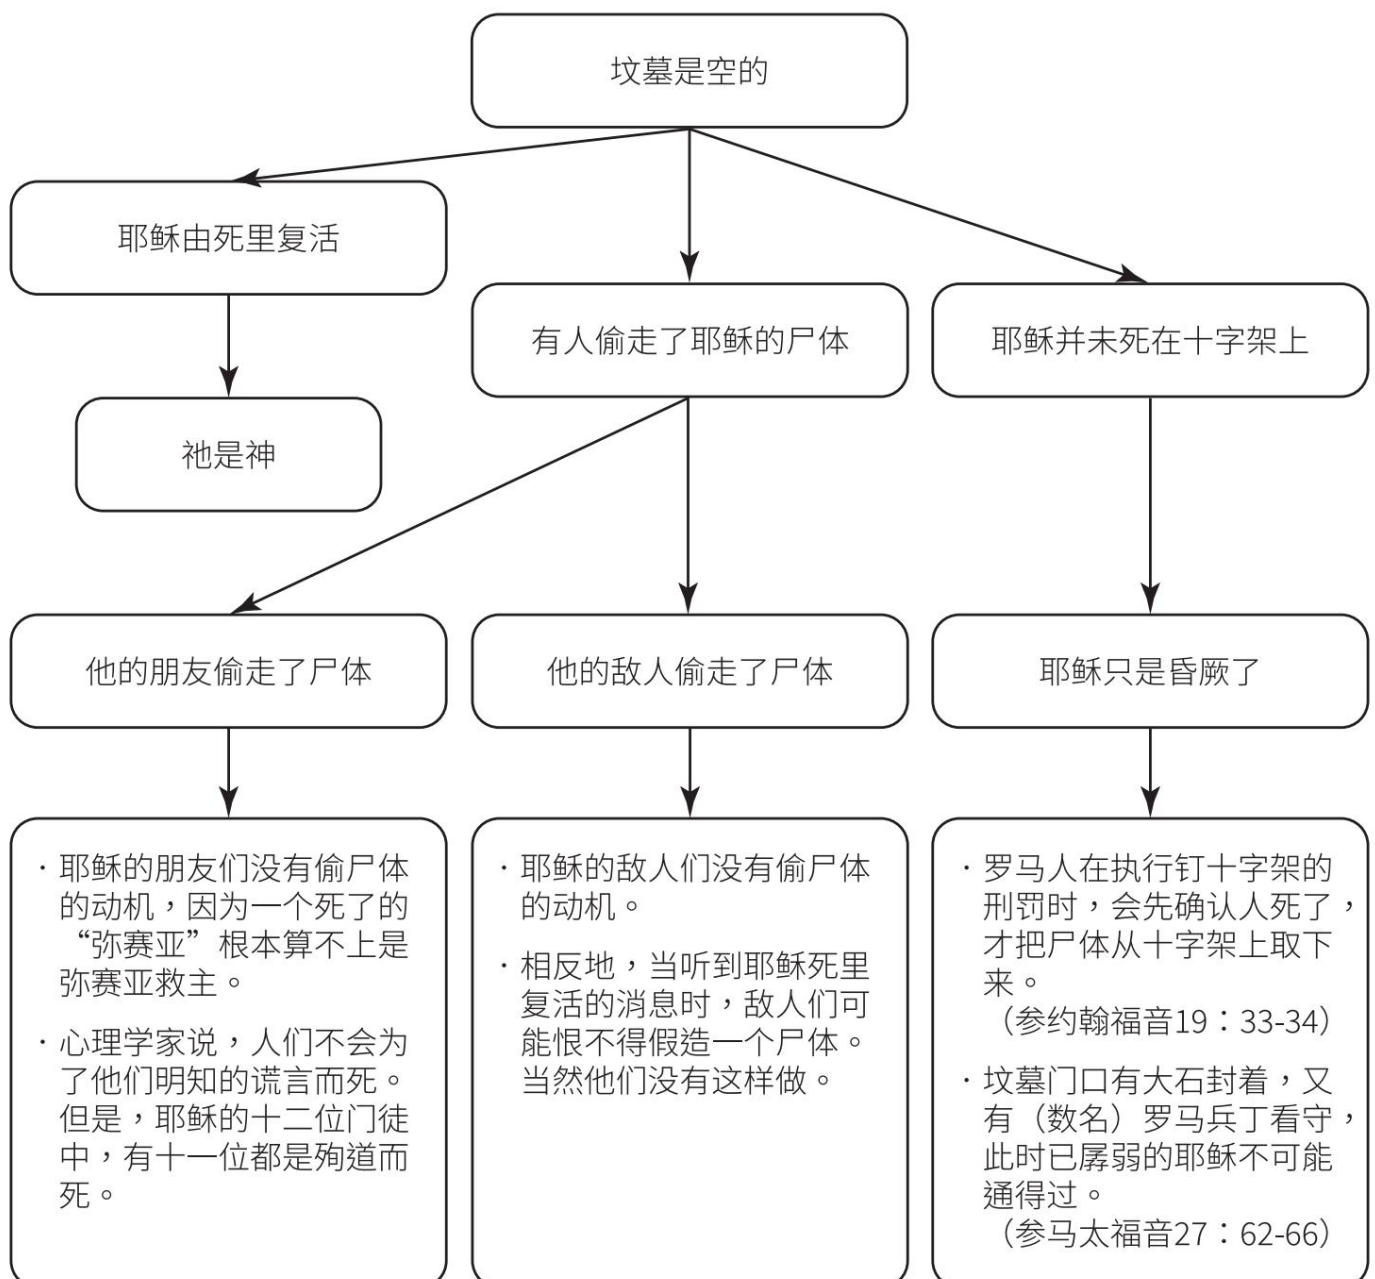 坟墓是空的
耶稣由死里复活
有人偷走了耶稣的尸体
耶稣并未死在十字架上
祂是神
他的朋友偷走了尸体
他的敌人偷走了尸体
耶稣只是昏厥了
·耶稣的朋友们没有偷尸体
的动机，因为一个死了的
“弥赛亚”根本算不上是
弥赛亚救主。
·心理学家说，人们不会为
了他们明知的谎言而死。
但是，耶稣的十二位门徒
中，有十一位都是殉道而
死。
·耶稣的敌人们没有偷尸体
的动机。
·相反地，当听到耶稣死里
复活的消息时，敌人们可
能恨不得假造一个尸体。
当然他们没有这样做。
·罗马人在执行钉十字架的
刑罚时，会先确认人死了，
才把尸体从十字架上取下
来。
（参约翰福音19：33-34）
·坟墓门口有大石封着，又
有（数名）罗马兵丁看守，
此时已孱弱的耶稣不可能
通得过。
（参马太福音27：62-66）